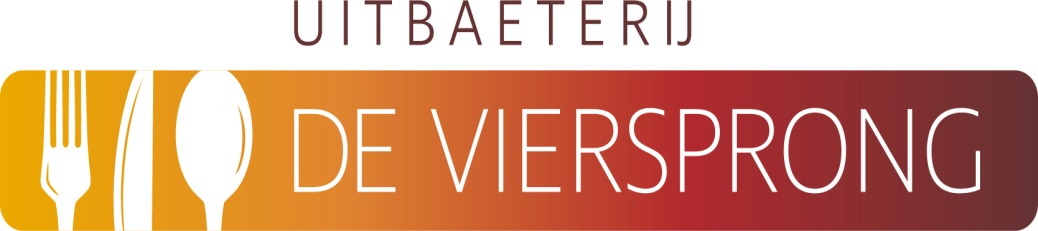 UITBAETERIJ
DE VIERSPRONG